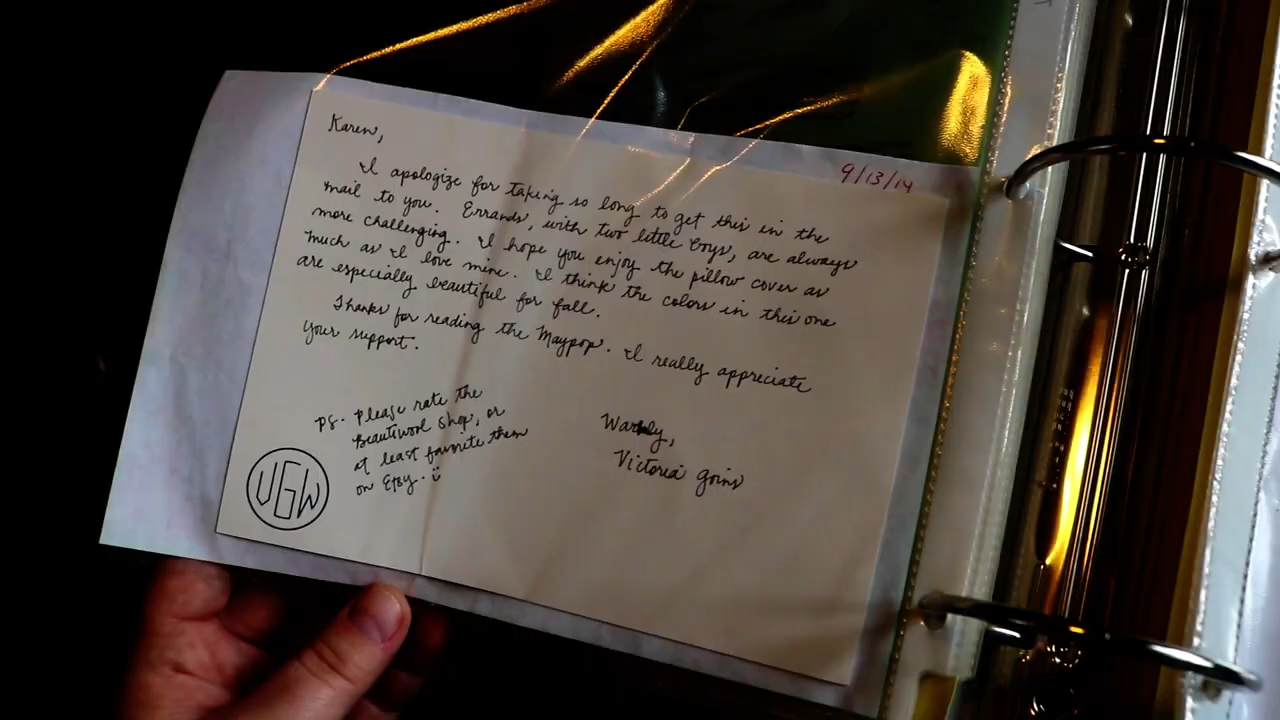 9/13/14
Karen,
I apologize for taking so long to get this in the
mail to you. Errands, with two little boys, are always
more challenging. I hope you enjoy the pillow cover as
much as I love mine. I think the colors in this one
are especially beautiful for fall.
Thanks for reading the Maypop. I really appreciate
your support.
Warmly,
Victoria Goins
PS. Please rate the
Beautiwool Shop, or
at least favorite them
on Etsy. :)
VGW